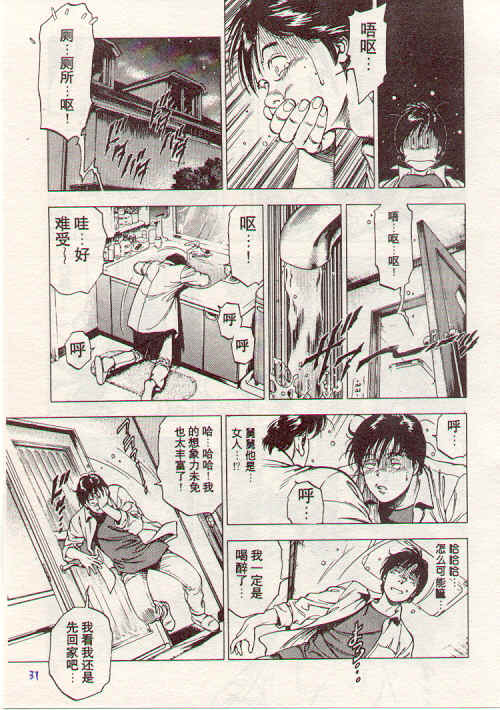 唔呕…
厕…厕
所…呕！
唔…呕…呕！
呕…！
哇…好
难受～
呼
呼
呼
呼…
舅舅他是…
女人…!?
呼…
哈…哈哈！我
的想象力未免
也太丰富了！
哈哈哈…
怎么可能嘛…
我一定是
喝醉了…
我看我还是
先回家吧…
31